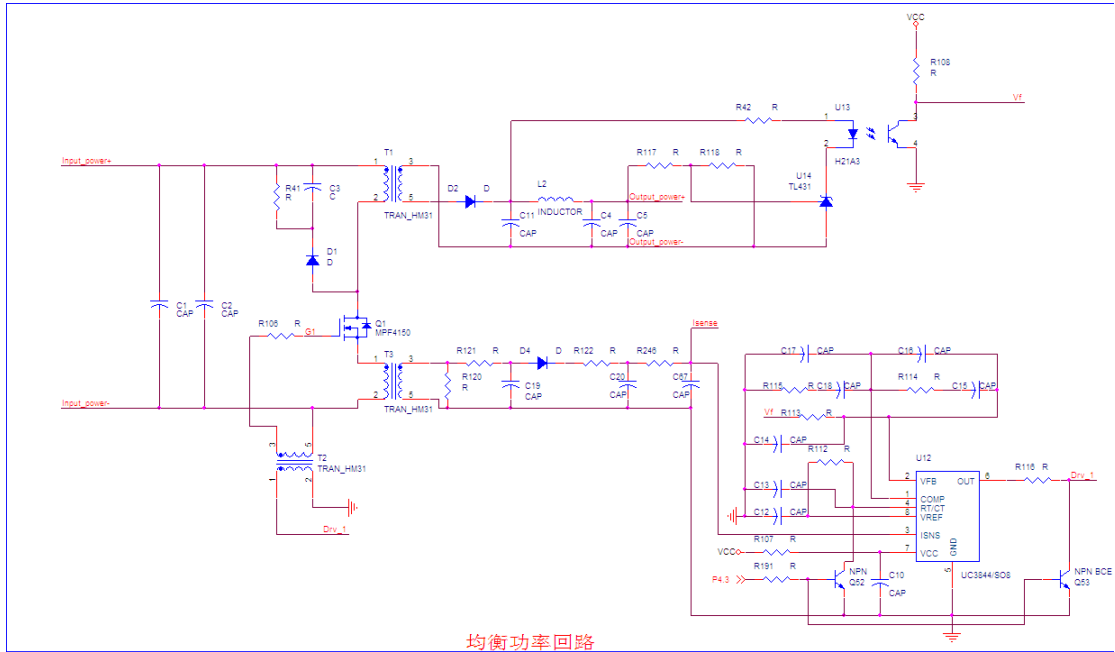 VCC
R108
R
Vf
R42 R
U13
1
3
2
4
H21A3
R117 R
R118 R
U14
TL431
Input_power+
T1
1
3
2
5
TRAN_HM31
R41
R
C3
C
D2 D
L2
INDUCTOR
Output_power+
C11
CAP
C4
CAP
C5
CAP
Output_power-
D1
D
C1
CAP
C2
CAP
R106 R
G1
Q1
MPF4150
Isense
T3
1
3
2
5
TRAN_HM31
R121 R
D4 D
R122 R
R246 R
R120
R
C19
CAP
C20
CAP
C67
CAP
Input_power-
3
5
T2
TRAN_HM31
1
2
Drv_1
C17 CAP
C16 CAP
R115 R
C18 CAP
R114 R
C15 CAP
Vf
R113 R
C14 CAP
R112
R
C13 CAP
C12 CAP
U12
2 VFB
OUT 6
1 COMP
4 RT/CT
8 VREF
3 ISNS
7 VCC
GND
5
UC3844/SO8
R116 R
Drv_1
R107
R
VCC
R191
R
P4.3
NPN
Q52
C10
CAP
NPN BCE
Q53
均衡功率回路